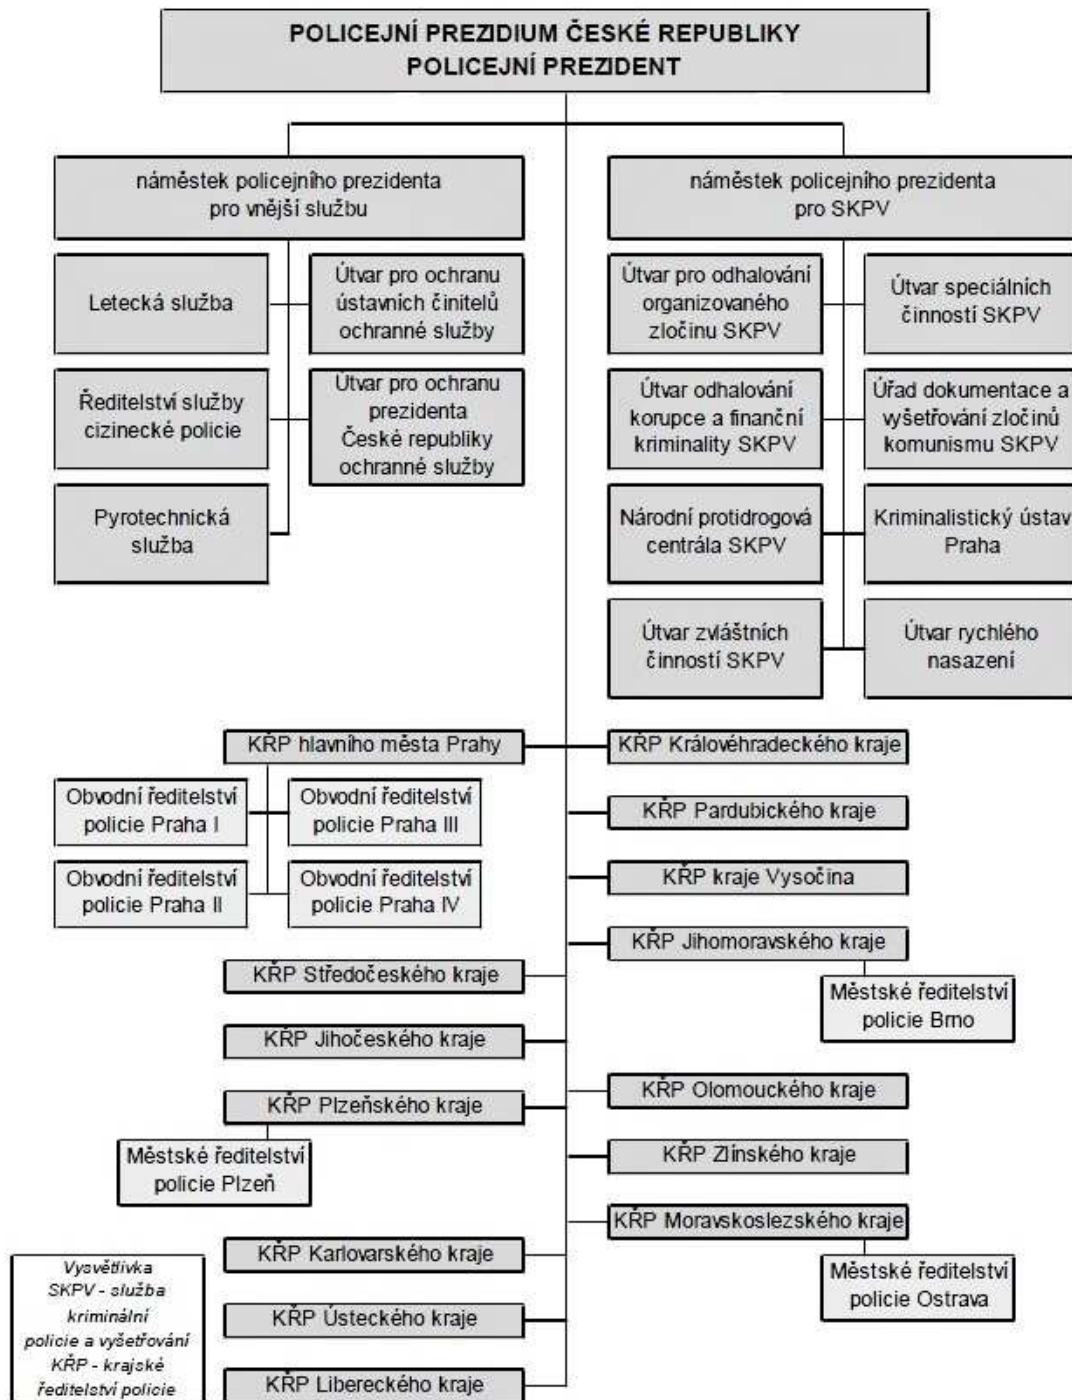 POLICEJNÍ PREZIDIUM ČESKÉ REPUBLIKY
POLICEJNÍ PREZIDENT
náměstek policejního prezidenta
pro vnější službu
Letecká služba
Útvar pro ochranu
ústavních činitelů
ochranné služby
Ředitelství služby
cizinecké policie
Útvar pro ochranu
prezidenta
České republiky
ochranné služby
Pyrotechnická
služba
náměstek policejního prezidenta
pro SKPV
Útvar pro odhalování
organizovaného
zločinu SKPV
Útvar speciálních
činností SKPV
Útvar odhalování
korupce a finanční
kriminality SKPV
Úřad dokumentace a
vyšetřování zločinů
komunismu SKPV
Národní protidrogová
centrála SKPV
Kriminalistický ústav
Praha
Útvar zvláštních
činností SKPV
Útvar rychlého
nasazení
KŘP hlavního města Prahy
Obvodní ředitelství
policie Praha I
Obvodní ředitelství
policie Praha III
Obvodní ředitelství
policie Praha II
Obvodní ředitelství
policie Praha IV
KŘP Středočeského kraje
KŘP Jihočeského kraje
KŘP Plzeňského kraje
Městské ředitelství
policie Plzeň
KŘP Karlovarského kraje
KŘP Ústeckého kraje
KŘP Libereckého kraje
KŘP Královéhradeckého kraje
KŘP Pardubického kraje
KŘP kraje Vysočina
KŘP Jihomoravského kraje
Městské ředitelství
policie Brno
KŘP Olomouckého kraje
KŘP Zlínského kraje
KŘP Moravskoslezského kraje
Městské ředitelství
policie Ostrava
Vysvětlivka
SKPV - služba
kriminální
policie a vyšetřování
KŘP - krajské
ředitelství policie